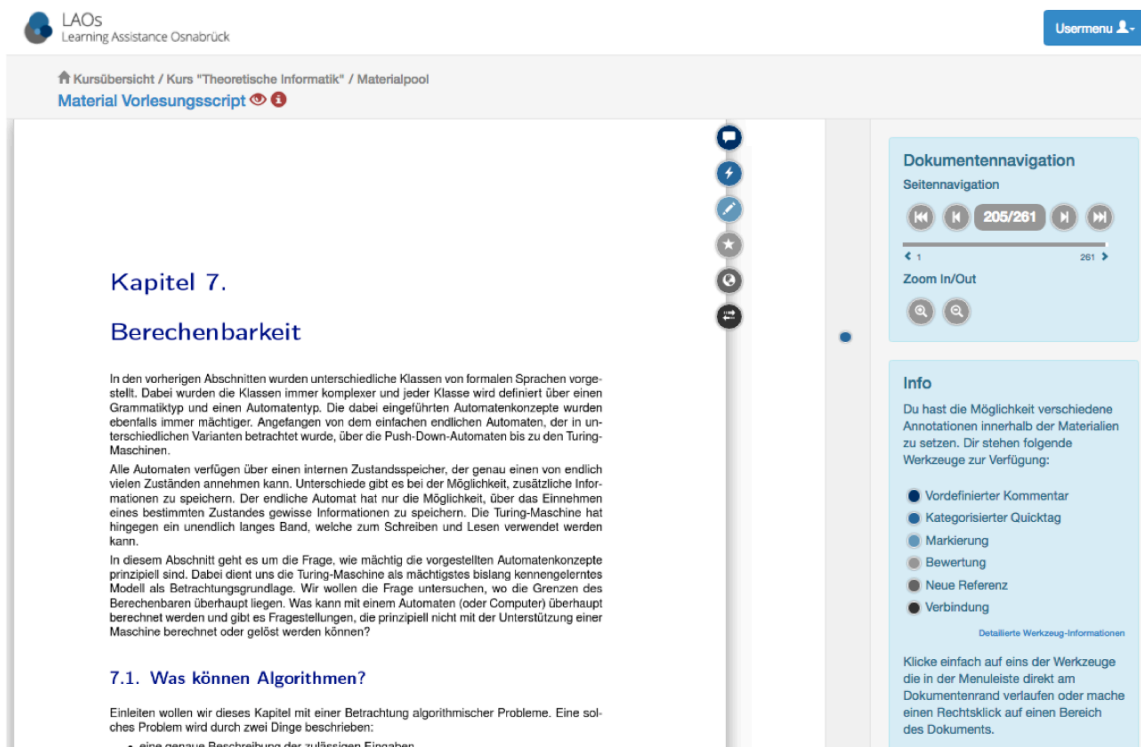 LAOs
Learning Assistance Osnabrück
Usermenu
Kursübersicht / Kurs "Theoretische Informatik" / Materialpool
Material Vorlesungsscript
Kapitel 7.
Berechenbarkeit
In den vorherigen Abschnitten wurden unterschiedliche Klassen von formalen Sprachen vorge-
stellt. Dabei wurden die Klassen immer komplexer und jeder Klasse wird definiert über einen
Grammatiktyp und einen Automatentyp. Die dabei eingeführten Automatenkonzepte wurden
ebenfalls immer mächtiger. Angefangen von dem einfachen endlichen Automaten, der in un-
terschiedlichen Varianten betrachtet wurde, über die Push-Down-Automaten bis zu den Turing-
Maschinen.
Alle Automaten verfügen über einen internen Zustandsspeicher, der genau einen von endlich
vielen Zuständen annehmen kann. Unterschiede gibt es bei der Möglichkeit, zusätzliche Infor-
mationen zu speichern. Der endliche Automat hat nur die Möglichkeit, über das Einnehmen
eines bestimmten Zustandes gewisse Informationen zu speichern. Die Turing-Maschine hat
hingegen ein unendlich langes Band, welche zum Schreiben und Lesen verwendet werden
kann.
In diesem Abschnitt geht es um die Frage, wie mächtig die vorgestellten Automatenkonzepte
prinzipiell sind. Dabei dient uns die Turing-Maschine als mächtigstes bislang kennengelerntes
Modell als Betrachtungsgrundlage. Wir wollen die Frage untersuchen, wo die Grenzen des
Berechenbaren überhaupt liegen. Was kann mit einem Automaten (oder Computer) überhaupt
berechnet werden und gibt es Fragestellungen, die prinzipiell nicht mit der Unterstützung einer
Maschine berechnet oder gelöst werden können?
7.1. Was können Algorithmen?
Einleiten wollen wir dieses Kapitel mit einer Betrachtung algorithmischer Probleme. Eine sol-
ches Problem wird durch zwei Dinge beschrieben:
• eine genaue Beschreibung der zulässigen Eingaben
Dokumentennavigation
Seitennavigation
205/261
1
261
Zoom In/Out
Info
Du hast die Möglichkeit verschiedene
Annotationen innerhalb der Materialien
zu setzen. Dir stehen folgende
Werkzeuge zur Verfügung:
Vordefinierter Kommentar
Kategorisierter Quicktag
Markierung
Bewertung
Neue Referenz
Verbindung
Detailierte Werkzeug-Informationen
Klicke einfach auf eins der Werkzeuge
die in der Menuleiste direkt am
Dokumentenrand verlaufen oder mache
einen Rechtsklick auf einen Bereich
des Dokuments.